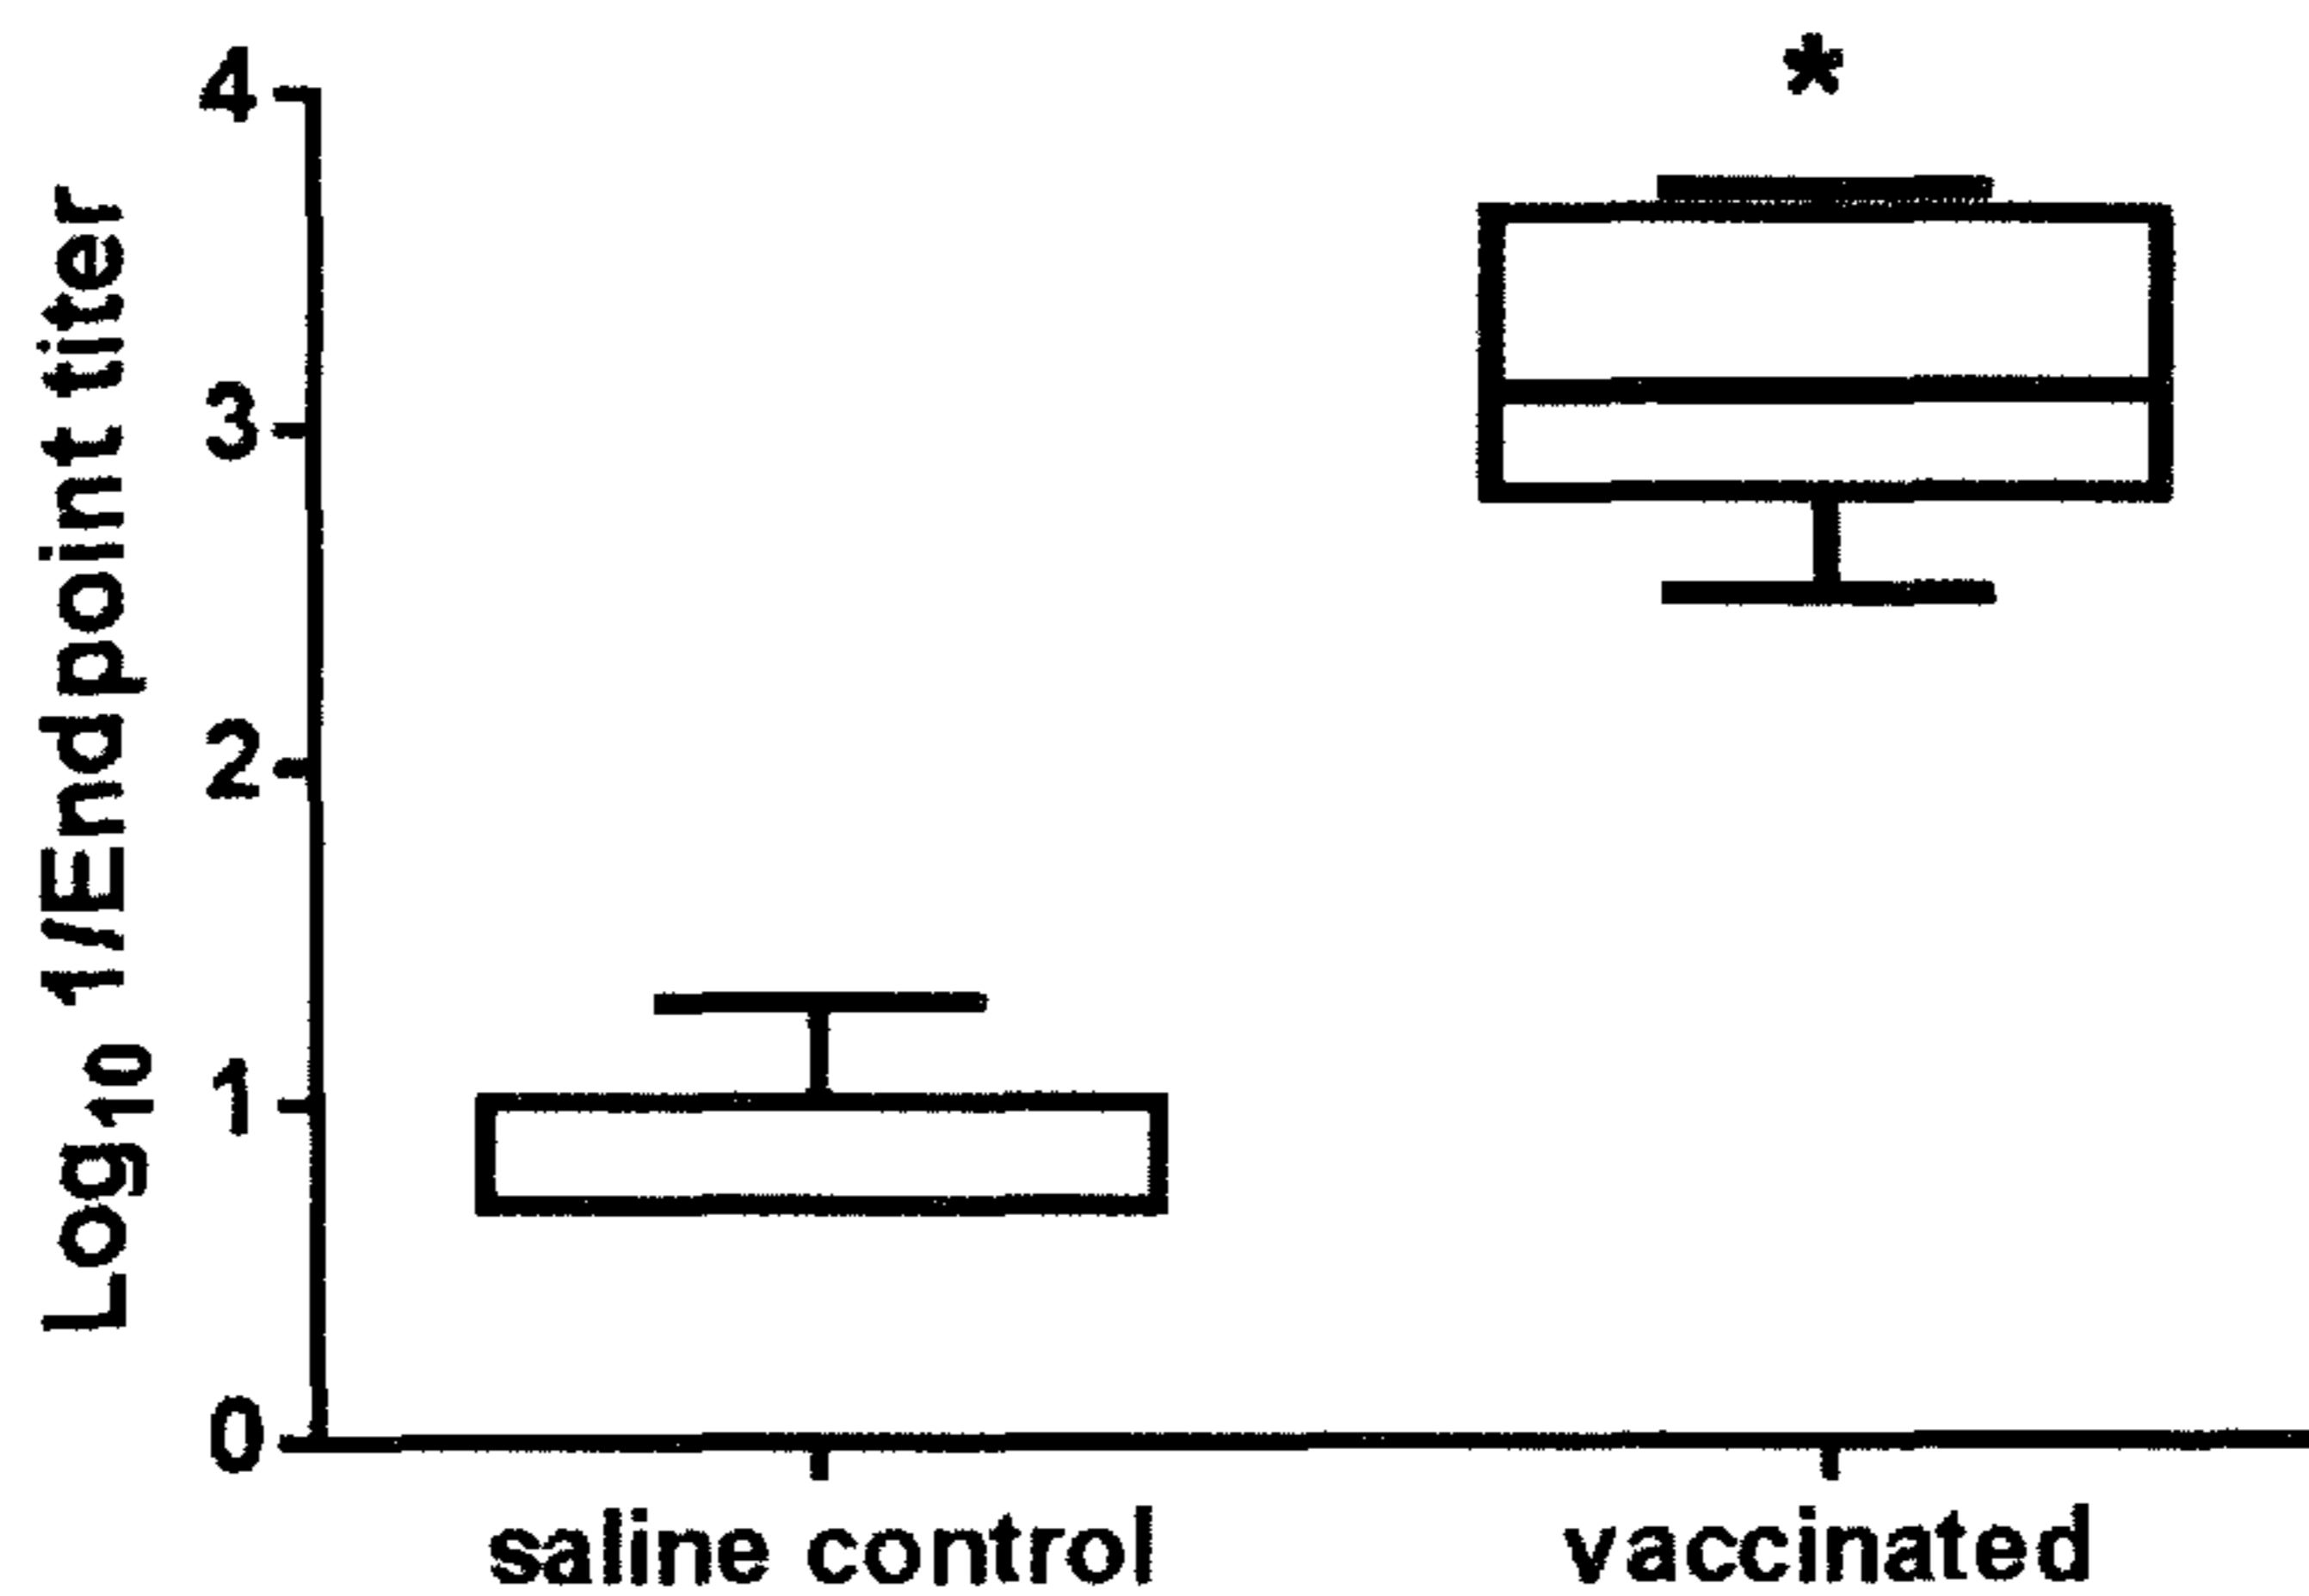 Log10 1/Endpoint titer
4
3
2
1
0
*
saline control
vaccinated